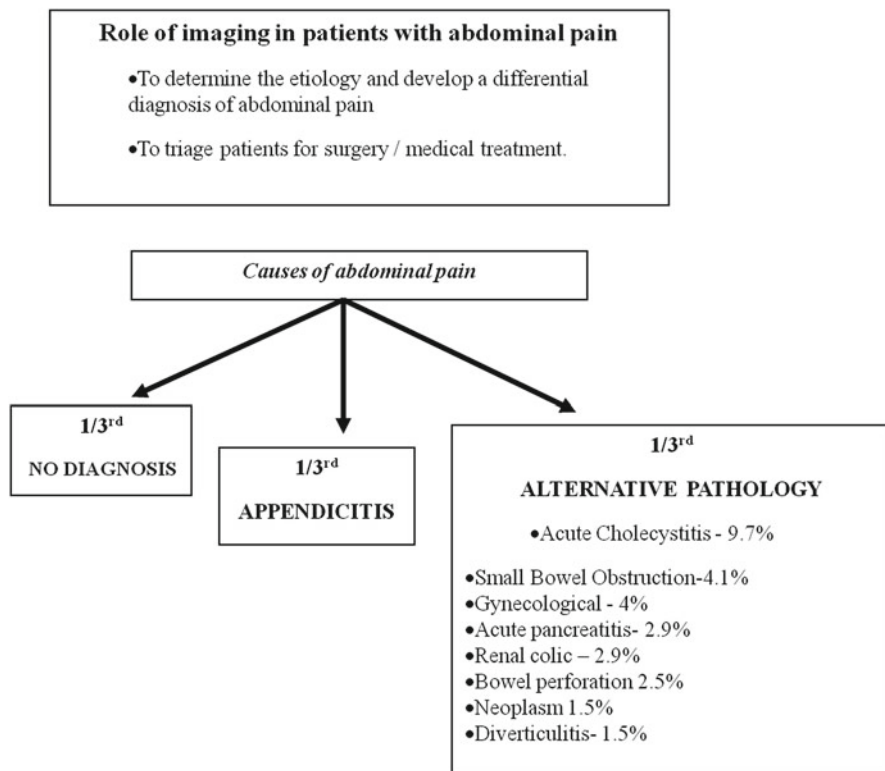 Role of imaging in patients with abdominal pain
•To determine the etiology and develop a differential
diagnosis of abdominal pain
•To triage patients for surgery / medical treatment.
Causes of abdominal pain
1/3rd
NO DIAGNOSIS
1/3rd
APPENDICITIS
1/3rd
ALTERNATIVE PATHOLOGY
•Acute Cholecystitis - 9.7%
•Small Bowel Obstruction-4.1%
•Gynecological - 4%
•Acute pancreatitis- 2.9%
•Renal colic – 2.9%
•Bowel perforation 2.5%
•Neoplasm 1.5%
•Diverticulitis- 1.5%